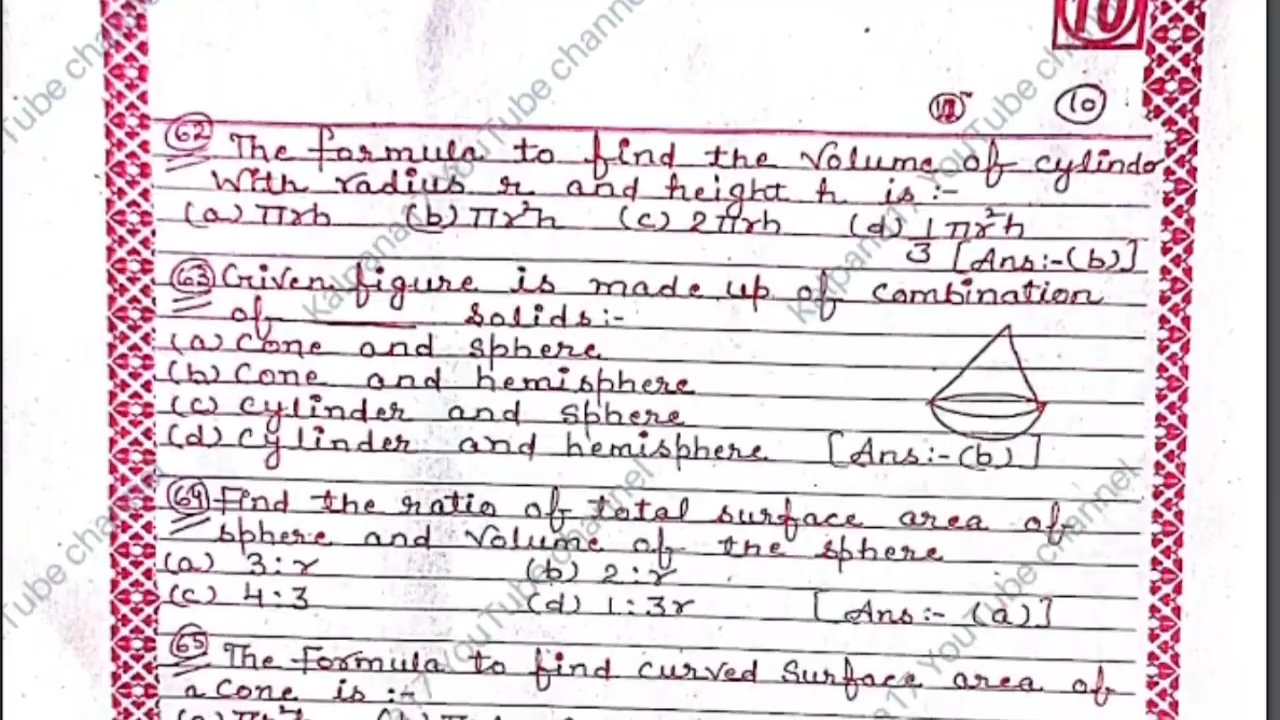 10
10
62 The formula to find the volume of cylinder
with radius r and height h is :-
(a) πrh (b) πr²h (c) 2πrh (d) 1/3 πr²h
[Ans:-(b)]
63 Given figure is made up of combination
of ______ solids:-
(a) Cone and sphere
(b) Cone and hemisphere
(c) cylinder and sphere
(d) cylinder and hemisphere [Ans:-(b)]
64 Find the ratio of total surface area of
sphere and volume of the sphere
(a) 3:r (b) 2:r
(c) 4:3 (d) 1:3r [Ans:- (a)]
65 The formula to find curved surface area of
a cone is :-